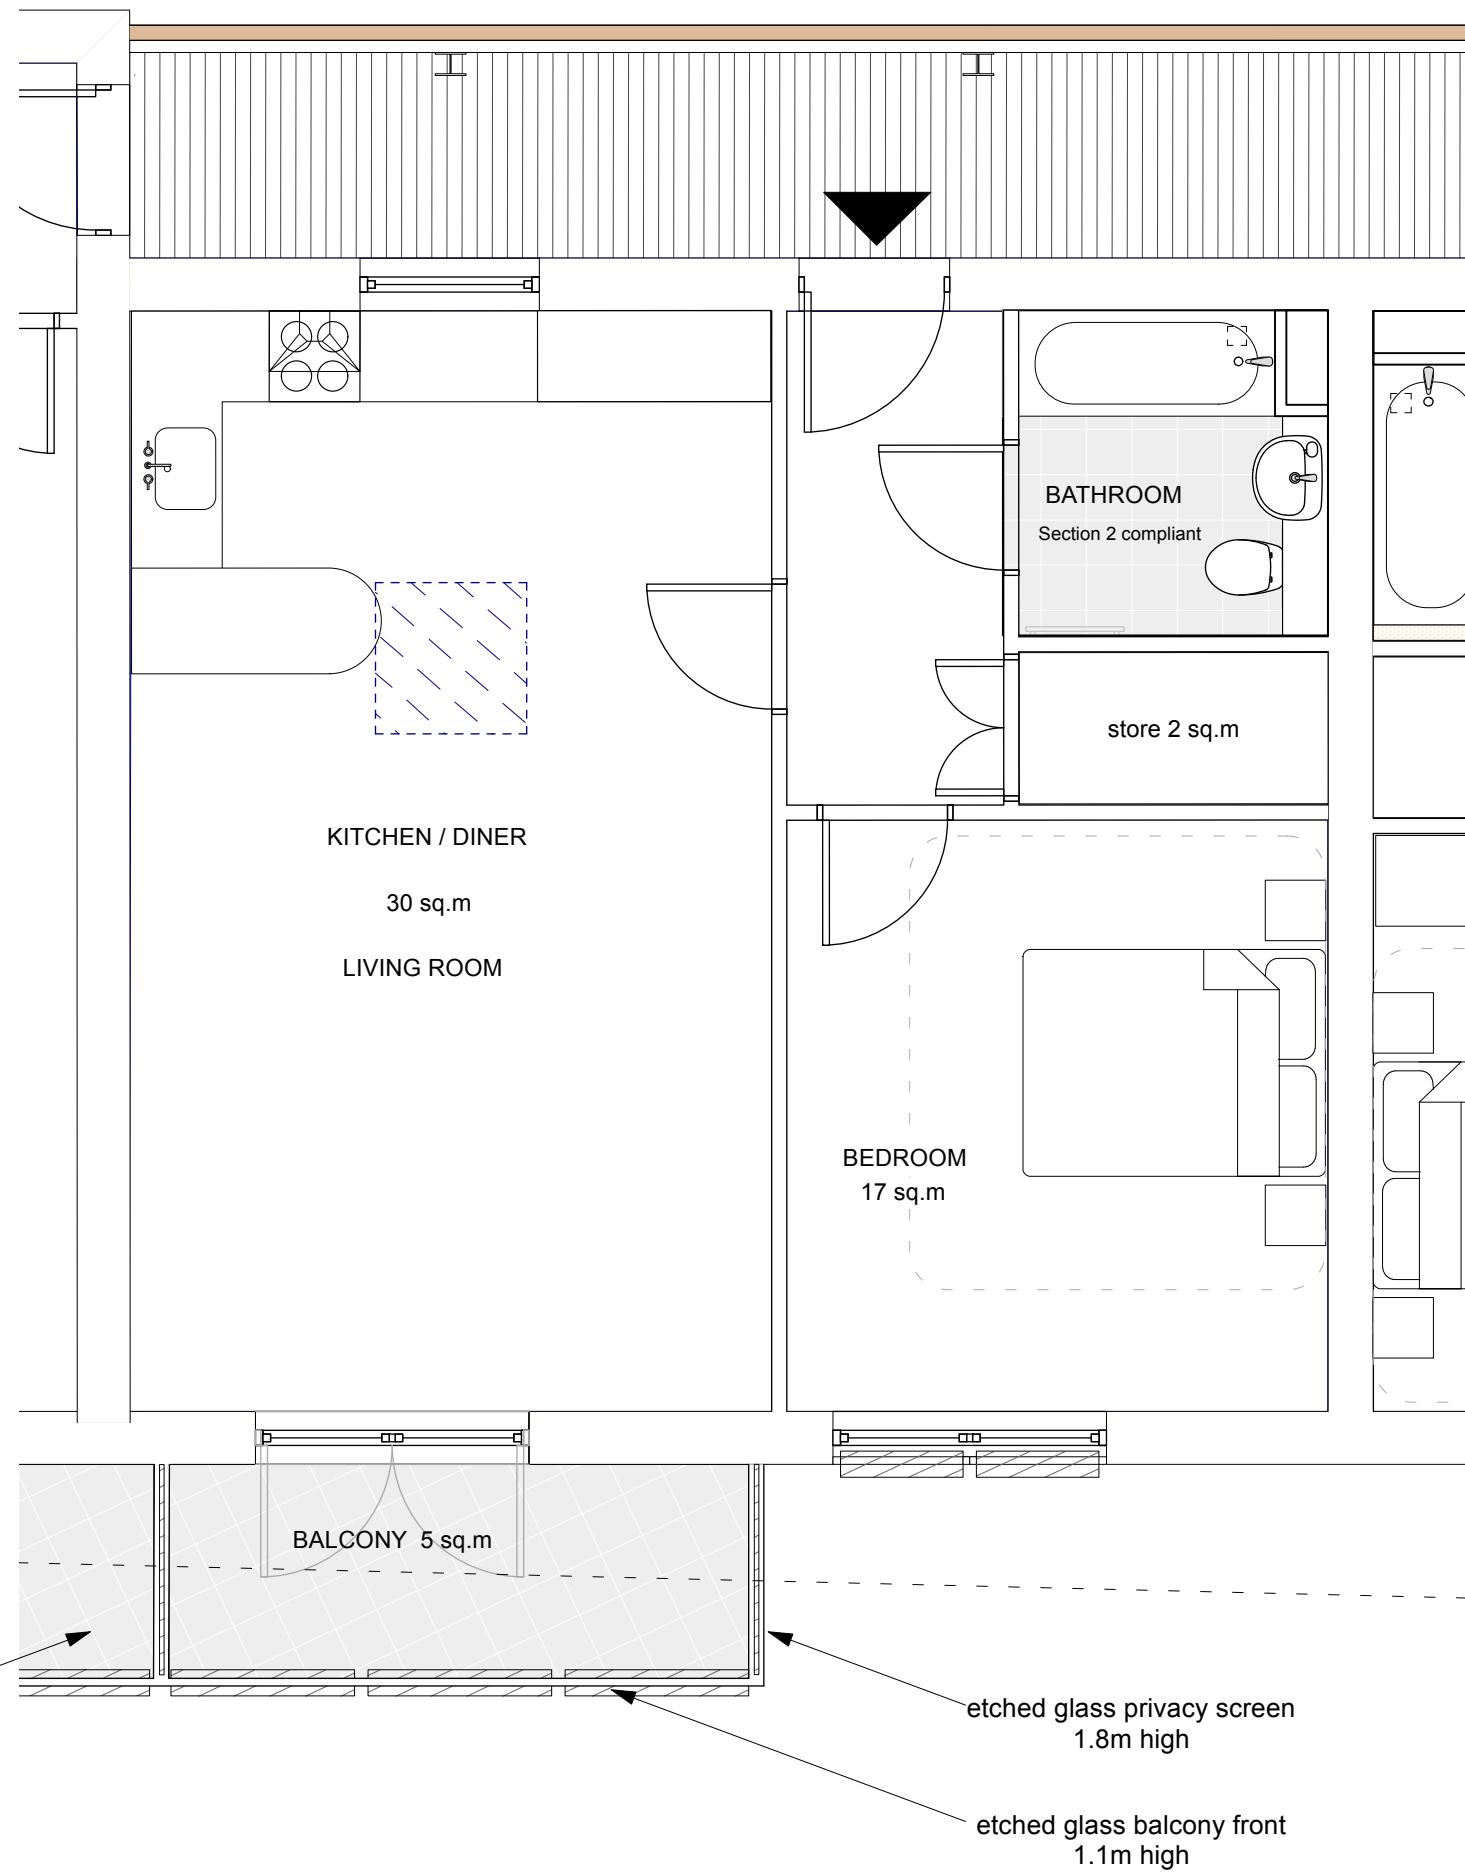 BATHROOM
Section 2 compliant
store 2 sq.m
KITCHEN / DINER
30 sq.m
LIVING ROOM
BEDROOM
17 sq.m
BALCONY 5 sq.m
etched glass privacy screen
1.8m high
etched glass balcony front
1.1m high